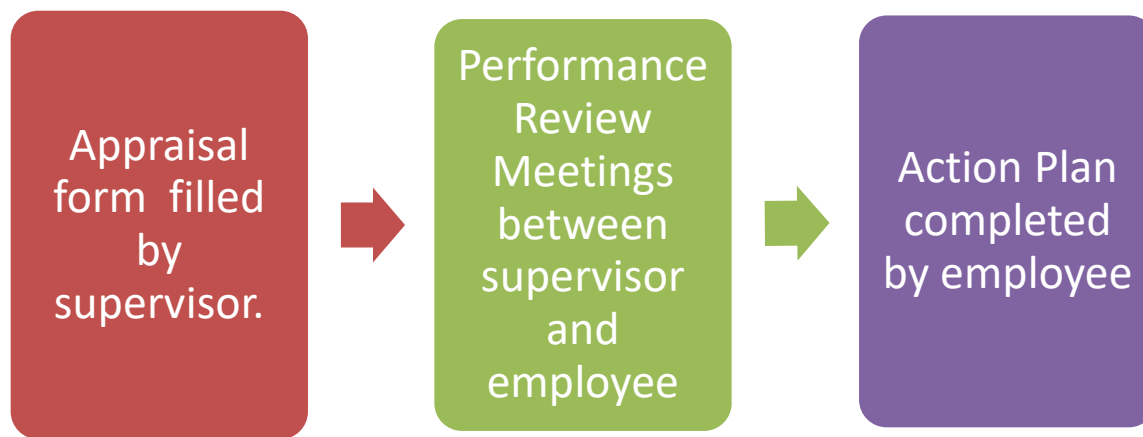 Appraisal
form  filled
by
supervisor.
Performance
Review
Meetings
between
supervisor
and
employee
Action Plan
completed
by employee